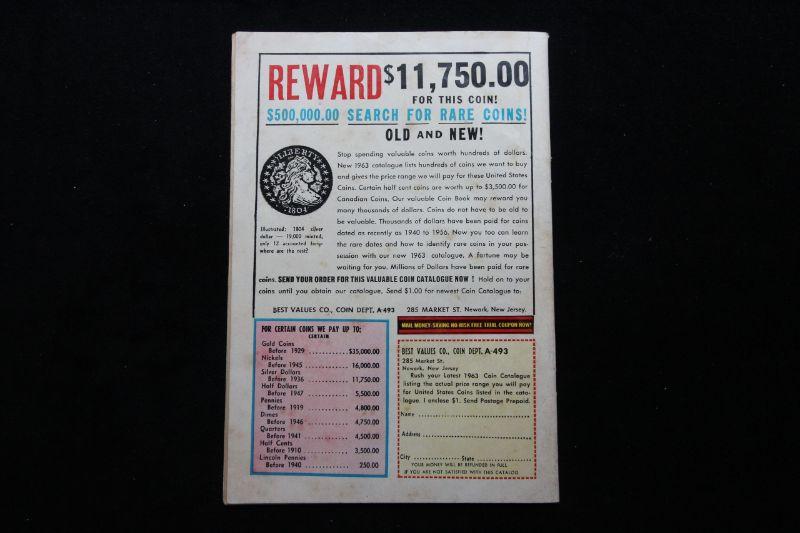 REWARD $11,750.00
FOR THIS COIN!
$500,000.00 SEARCH FOR RARE COINS!
OLD AND NEW!
LIBERTY
1804
Illustrated: 1804 silver
dollar — 19,000 minted,
only 12 accounted for;
where are the rest?
Stop spending valuable coins worth hundreds of dollars.
New 1963 catalogue lists hundreds of coins we want to buy
and gives the price range we will pay for these United States
Coins. Certain half cent coins are worth up to $3,500.00 for
Canadian Coins. Our valuable Coin Book may reward you
many thousands of dollars. Coins do not have to be old to
be valuable. Thousands of dollars have been paid for coins
dated as recently as 1940 to 1956. Now you too can learn
the rare dates and how to identify rare coins in your pos-
session with our new 1963 catalogue. A fortune may be
waiting for you. Millions of Dollars have been paid for rare
coins. SEND YOUR ORDER FOR THIS VALUABLE COIN CATALOGUE NOW! Hold on to your
coins until you obtain our catalogue. Send $1.00 for newest Coin Catalogue to:
BEST VALUES CO., COIN DEPT. A-493 285 MARKET ST. Newark, New Jersey.
FOR CERTAIN COINS WE PAY UP TO:
CERTAIN
Gold Coins
Before 1929 ........... $35,000.00
Nickels
Before 1945 ........... 16,000.00
Silver Dollars
Before 1936 ........... 11,750.00
Half Dollars
Before 1947 ........... 5,500.00
Pennies
Before 1919 ........... 4,800.00
Dimes
Before 1946 ........... 4,750.00
Quarters
Before 1941 ........... 4,500.00
Half Cents
Before 1910 ........... 3,500.00
Lincoln Pennies
Before 1940 ........... 250.00
MAIL MONEY-SAVING NO-RISK FREE TRIAL COUPON NOW!
BEST VALUES CO., COIN DEPT. A-493
285 Market St.
Newark, New Jersey
Rush your Latest 1963 Coin Catalogue
listing the actual price range you will pay
for United States Coins listed in the cata-
logue. I enclose $1. Send Postage Prepaid.
Name
Address
City State
YOUR MONEY WILL BE REFUNDED IN FULL
IF YOU ARE NOT SATISFIED WITH THIS CATALOG